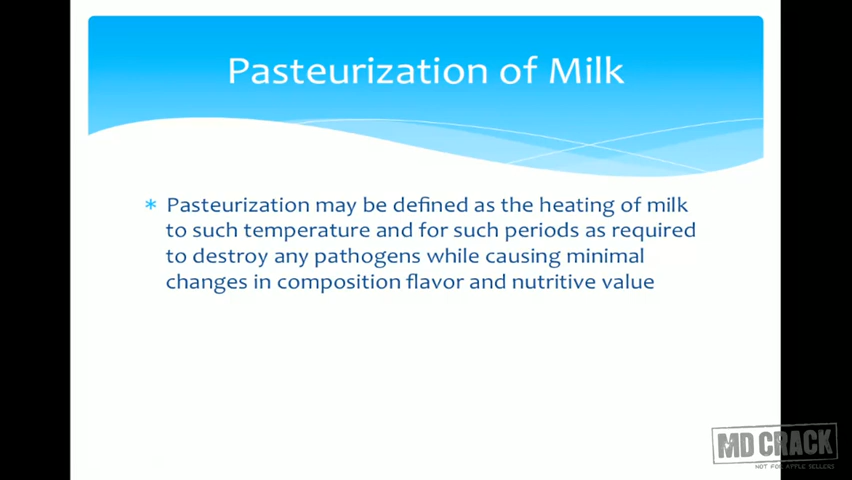 Pasteurization of Milk
* Pasteurization may be defined as the heating of milk
to such temperature and for such periods as required
to destroy any pathogens while causing minimal
changes in composition flavor and nutritive value
MD CRACK
NOT FOR APPLE SELLERS